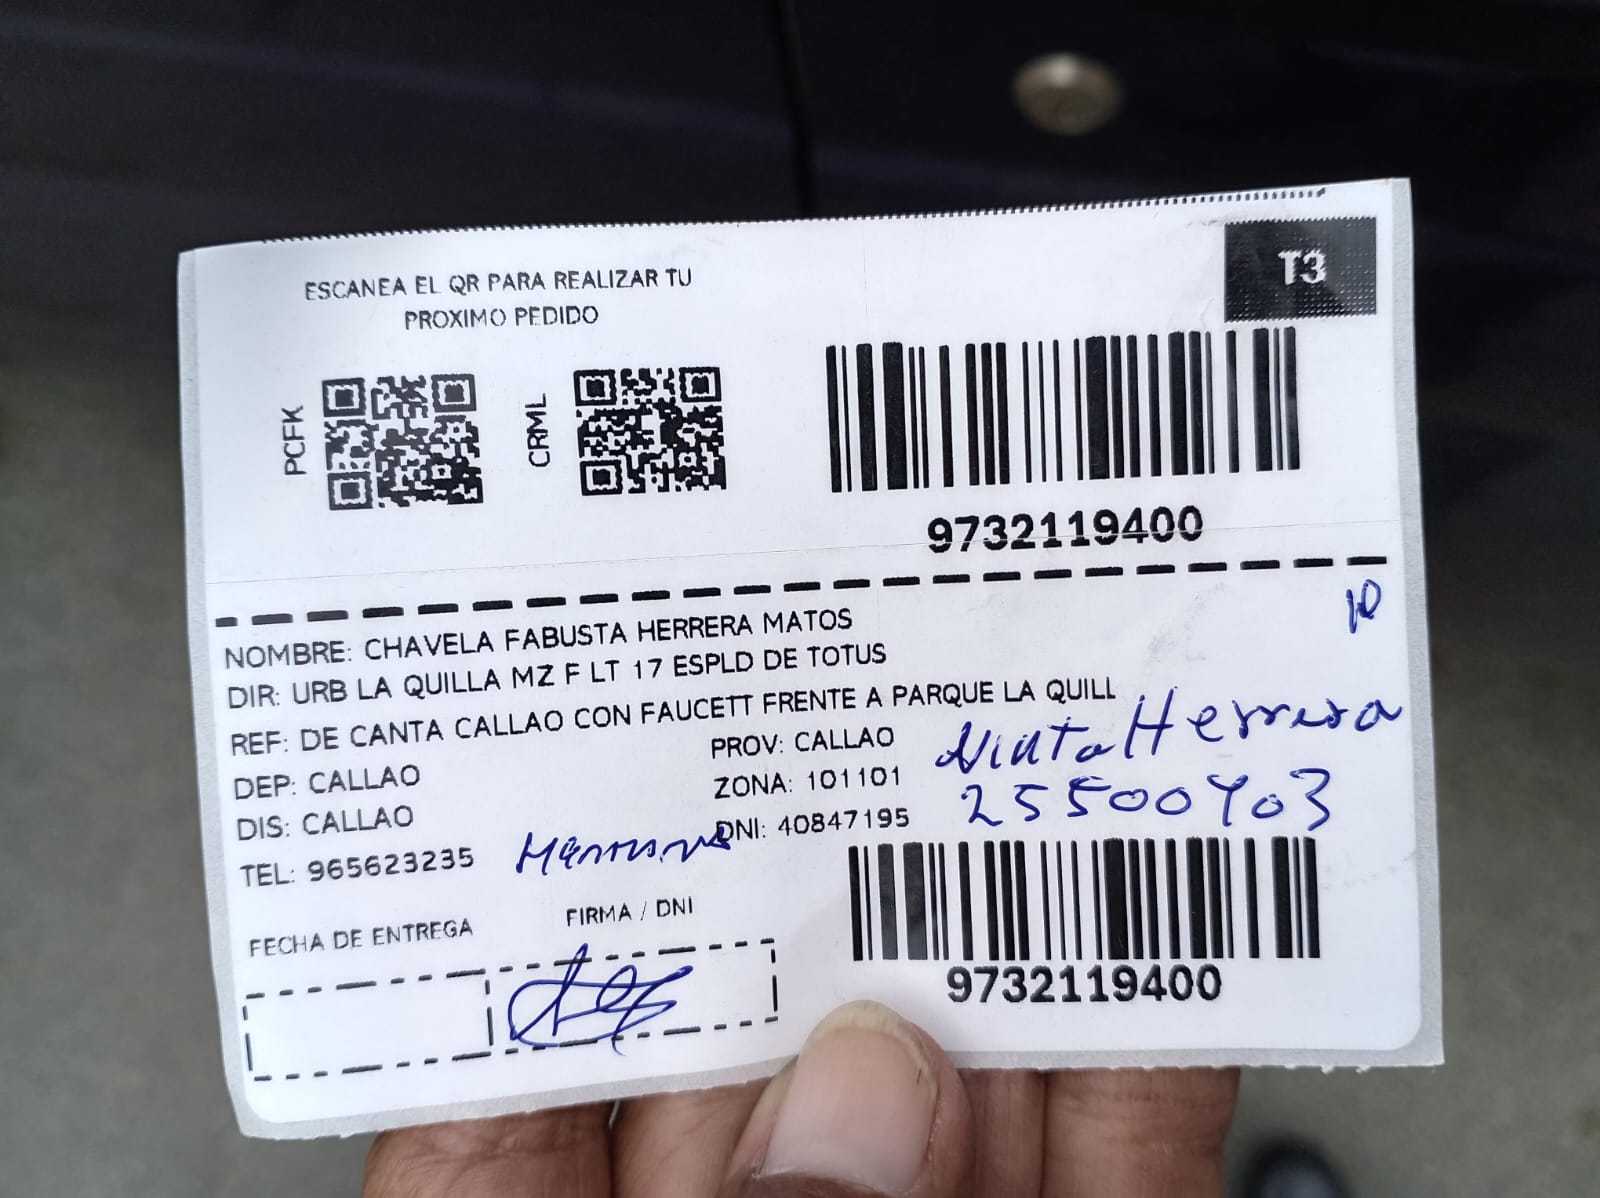 T3
ESCANEA EL QR PARA REALIZAR TU
PROXIMO PEDIDO
PCFK
CRML
9732119400
10
NOMBRE: CHAVELA FABUSTA HERRERA MATOS
DIR: URB LA QUILLA MZ F LT 17 ESPLD DE TOTUS
REF: DE CANTA CALLAO CON FAUCETT FRENTE A PARQUE LA QUILL
DEP: CALLAO PROV: CALLAO
Herrera
DIS: CALLAO ZONA: 101101
25500403
TEL: 965623235 DNI: 40847195
FECHA DE ENTREGA FIRMA / DNI
9732119400